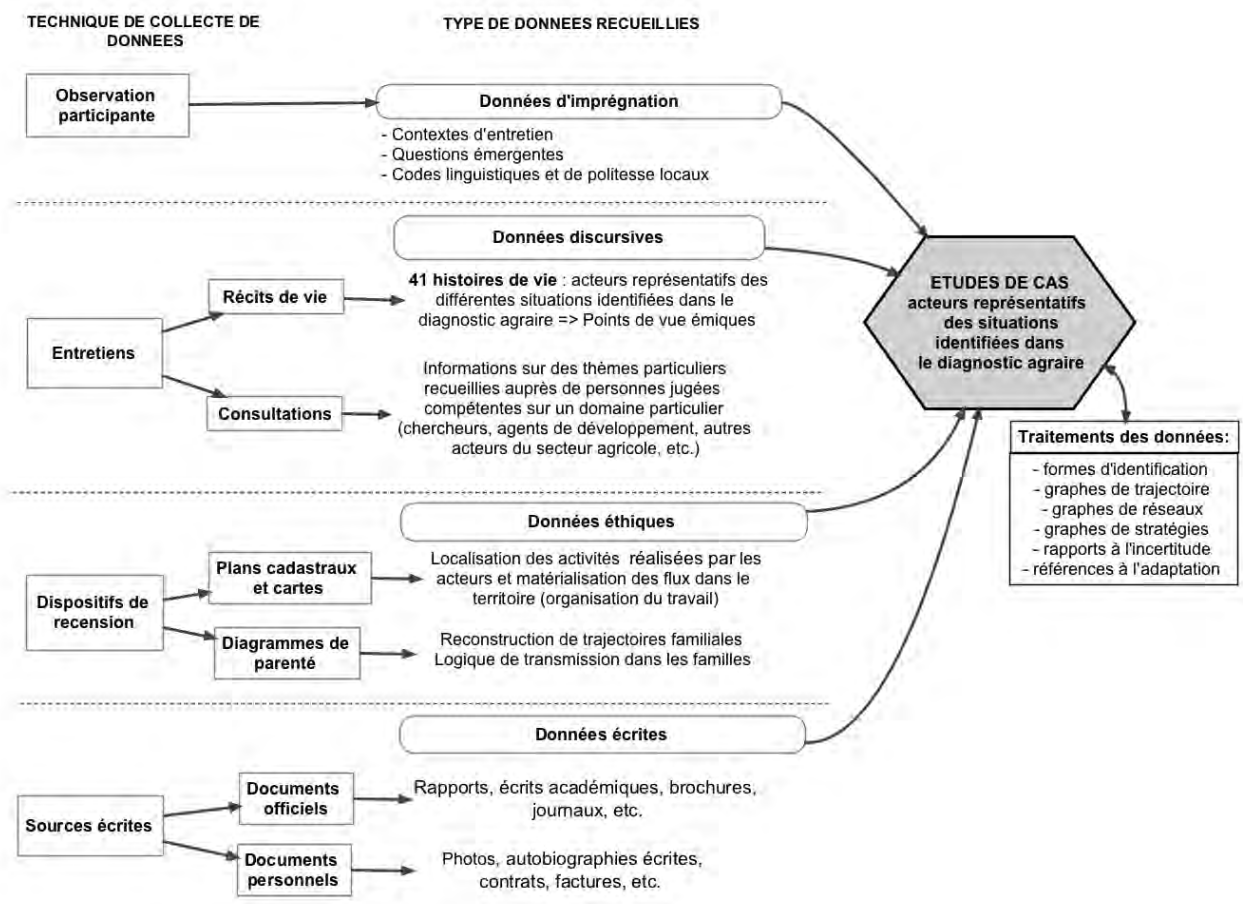 TECHNIQUE DE COLLECTE DE
DONNEES
TYPE DE DONNEES RECUEILLIES
Observation
participante
Données d'imprégnation
- Contextes d'entretien
- Questions émergentes
- Codes linguistiques et de politesse locaux
Données discursives
Entretiens
Récits de vie
41 histoires de vie : acteurs représentatifs des
différentes situations identifiées dans le
diagnostic agraire => Points de vue émiques
Consultations
Informations sur des thèmes particuliers
recueillies auprès de personnes jugées
compétentes sur un domaine particulier
(chercheurs, agents de développement, autres
acteurs du secteur agricole, etc.)
ETUDES DE CAS
acteurs représentatifs
des situations
identifiées dans
le diagnostic agraire
Traitements des données:
- formes d'identification
- graphes de trajectoire
- graphes de réseaux
- graphes de stratégies
- rapports à l'incertitude
- références à l'adaptation
Données éthiques
Dispositifs de
recension
Plans cadastraux
et cartes
Localisation des activités réalisées par les
acteurs et matérialisation des flux dans le
territoire (organisation du travail)
Diagrammes de
parenté
Reconstruction de trajectoires familiales
Logique de transmission dans les familles
Données écrites
Sources écrites
Documents
officiels
Rapports, écrits académiques, brochures,
journaux, etc.
Documents
personnels
Photos, autobiographies écrites,
contrats, factures, etc.